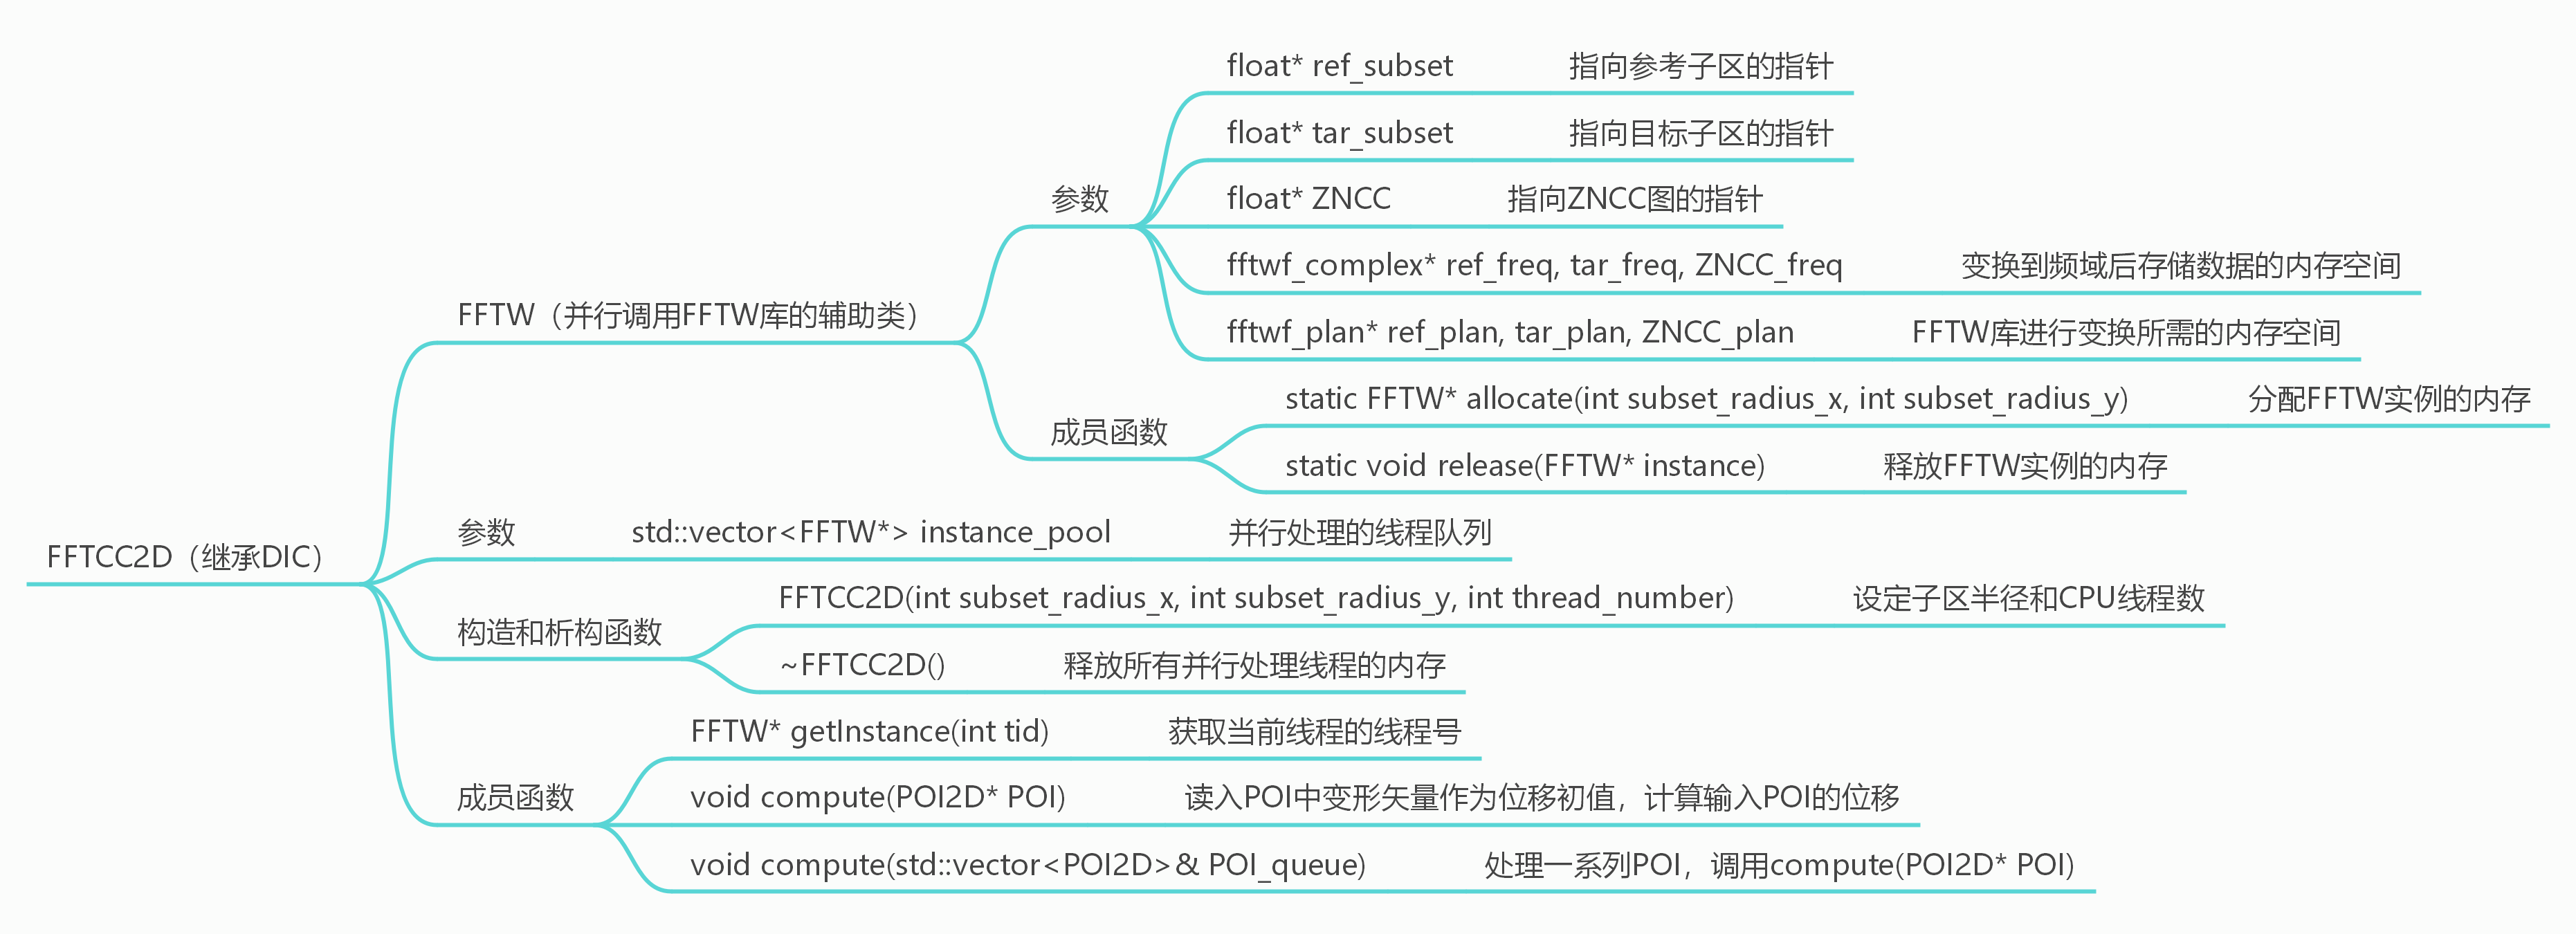 FFTCC2D（继承DIC）
FFTW（并行调用FFTW库的辅助类）
参数
float* ref_subset 指向参考子区的指针
float* tar_subset 指向目标子区的指针
float* ZNCC 指向ZNCC图的指针
fftwf_complex* ref_freq, tar_freq, ZNCC_freq 变换到频域后存储数据的内存空间
fftwf_plan* ref_plan, tar_plan, ZNCC_plan FFTW库进行变换所需的内存空间
成员函数
static FFTW* allocate(int subset_radius_x, int subset_radius_y) 分配FFTW实例的内存
static void release(FFTW* instance) 释放FFTW实例的内存
参数 std::vector<FFTW*> instance_pool 并行处理的线程队列
构造和析构函数
FFTCC2D(int subset_radius_x, int subset_radius_y, int thread_number) 设定子区半径和CPU线程数
~FFTCC2D() 释放所有并行处理线程的内存
成员函数
FFTW* getInstance(int tid) 获取当前线程的线程号
void compute(POI2D* POI) 读入POI中变形矢量作为位移初值，计算输入POI的位移
void compute(std::vector<POI2D>& POI_queue) 处理一系列POI，调用compute(POI2D* POI)